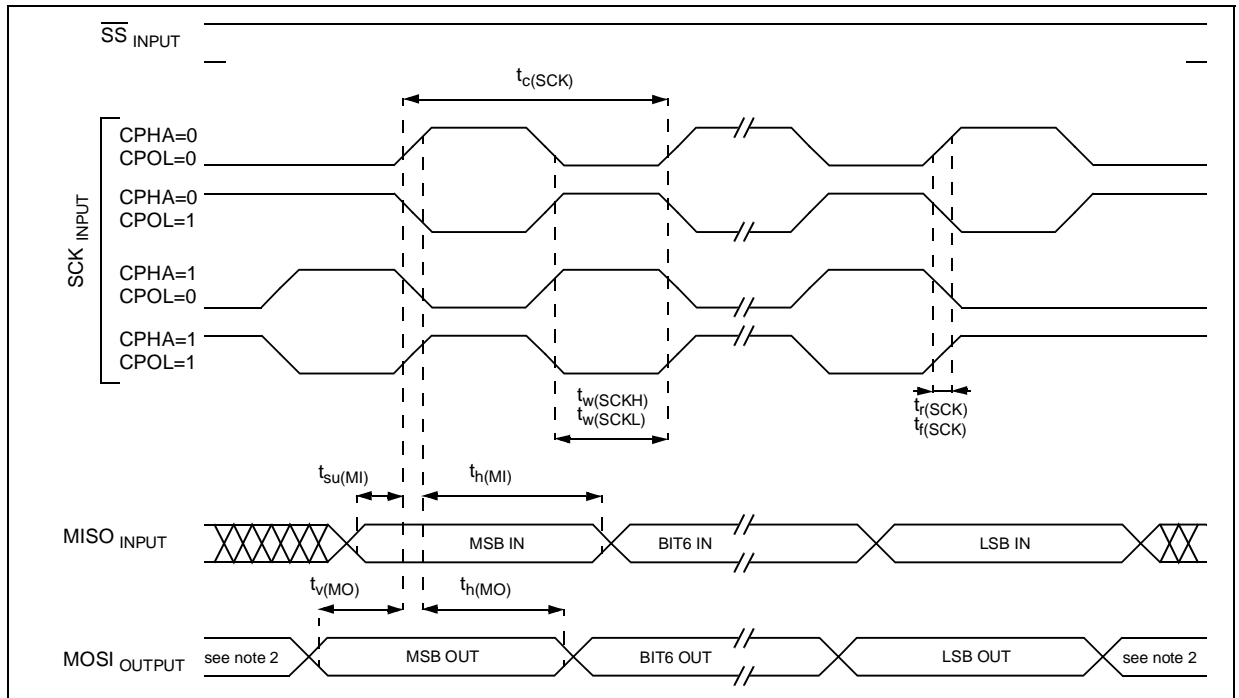 SS INPUT
tc(SCK)
SCK INPUT
CPHA=0
CPOL=0
CPHA=0
CPOL=1
CPHA=1
CPOL=0
CPHA=1
CPOL=1
tw(SCKH)
tw(SCKL)
tr(SCK)
tf(SCK)
tsu(MI)
th(MI)
MISO INPUT
MSB IN
BIT6 IN
LSB IN
tv(MO)
th(MO)
MOSI OUTPUT
see note 2
MSB OUT
BIT6 OUT
LSB OUT
see note 2